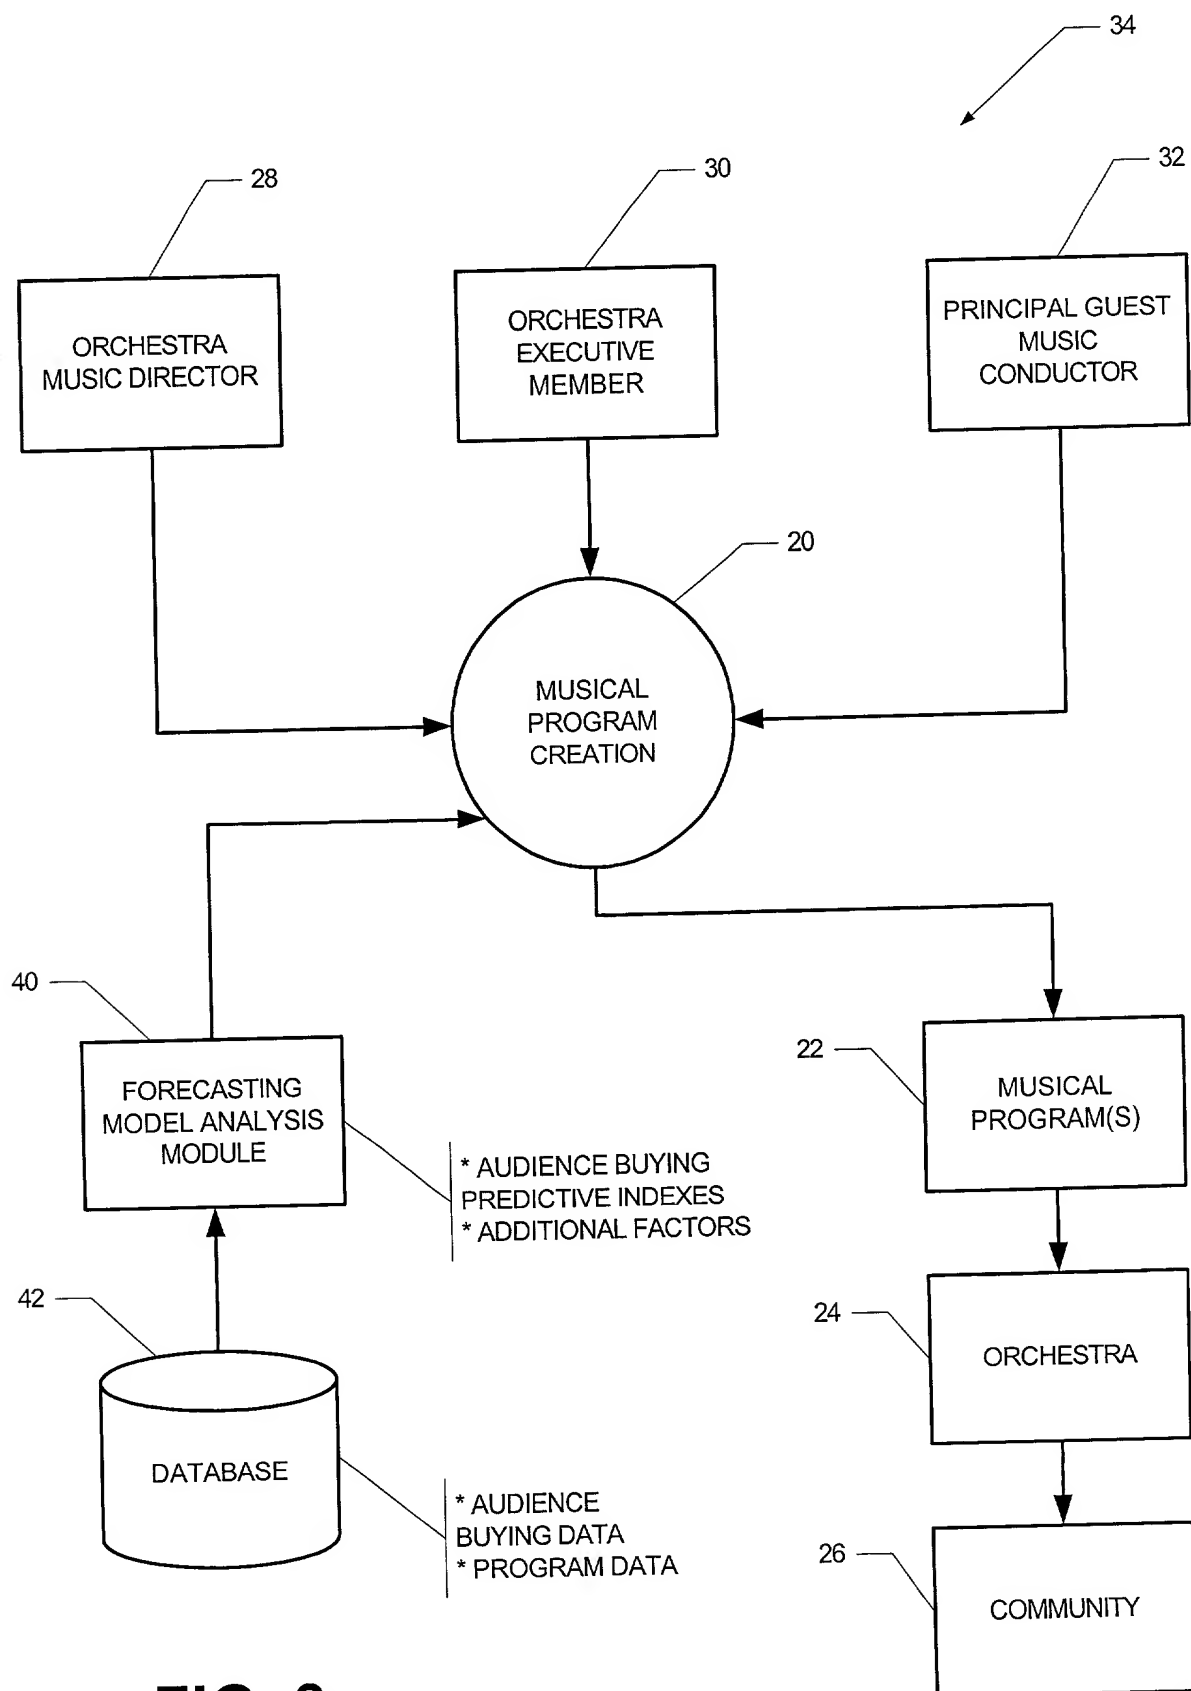 34
28
30
32
ORCHESTRA
MUSIC DIRECTOR
ORCHESTRA
EXECUTIVE
MEMBER
PRINCIPAL GUEST
MUSIC
CONDUCTOR
20
MUSICAL
PROGRAM
CREATION
40
FORECASTING
MODEL ANALYSIS
MODULE
* AUDIENCE BUYING
PREDICTIVE INDEXES
* ADDITIONAL FACTORS
22
MUSICAL
PROGRAM(S)
42
DATABASE
* AUDIENCE
BUYING DATA
* PROGRAM DATA
24
ORCHESTRA
26
COMMUNITY